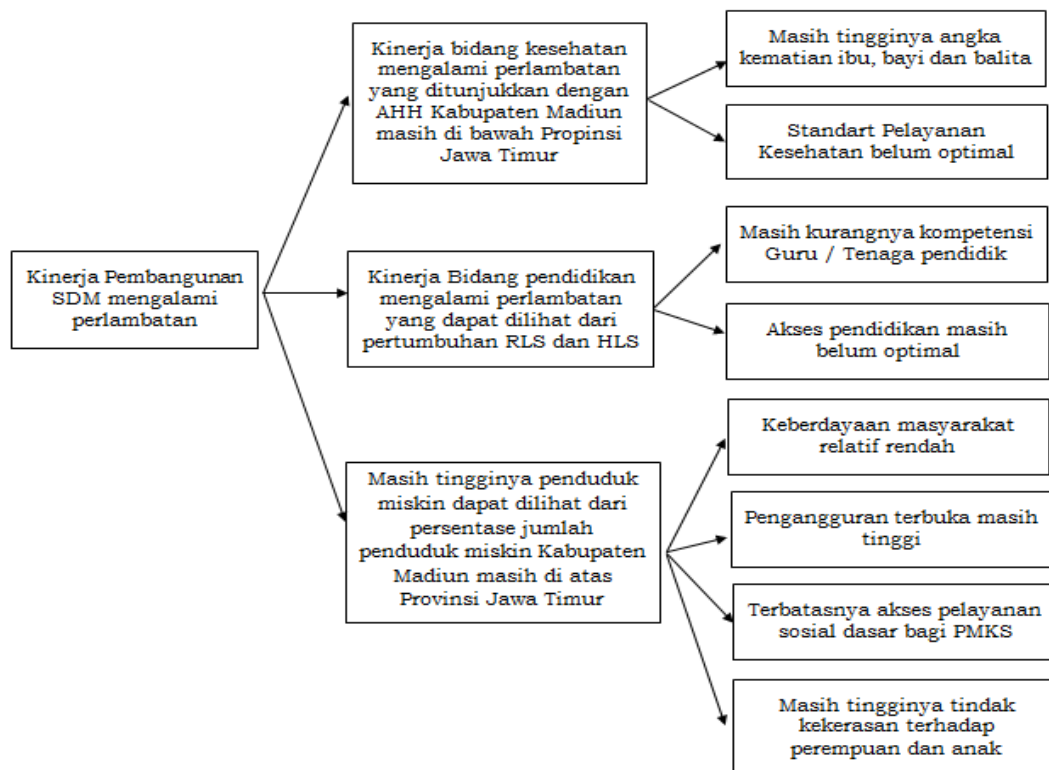 Kinerja Pembangunan
SDM mengalami
perlambatan
Kinerja bidang kesehatan
mengalami perlambatan
yang ditunjukkan dengan
AHH Kabupaten Madiun
masih di bawah Propinsi
Jawa Timur
Masih tingginya angka
kematian ibu, bayi dan balita
Standart Pelayanan
Kesehatan belum optimal
Kinerja Bidang pendidikan
mengalami perlambatan
yang dapat dilihat dari
pertumbuhan RLS dan HLS
Masih kurangnya kompetensi
Guru / Tenaga pendidik
Akses pendidikan masih
belum optimal
Masih tingginya penduduk
miskin dapat dilihat dari
persentase jumlah
penduduk miskin Kabupaten
Madiun masih di atas
Provinsi Jawa Timur
Keberdayaan masyarakat
relatif rendah
Pengangguran terbuka masih
tinggi
Terbatasnya akses pelayanan
sosial dasar bagi PMKS
Masih tingginya tindak
kekerasan terhadap
perempuan dan anak